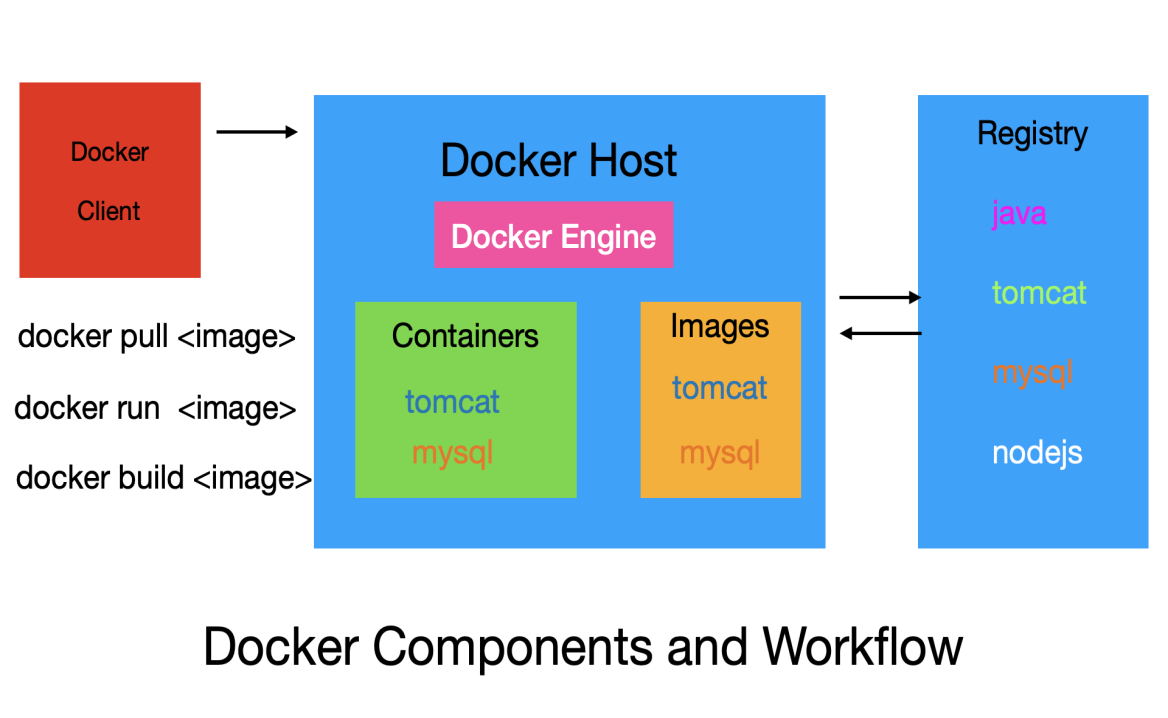 Docker
Client
docker pull <image>
docker run <image>
docker build <image>
Docker Host
Docker Engine
Containers
tomcat
mysql
Images
tomcat
mysql
Registry
java
tomcat
mysql
nodejs
Docker Components and Workflow